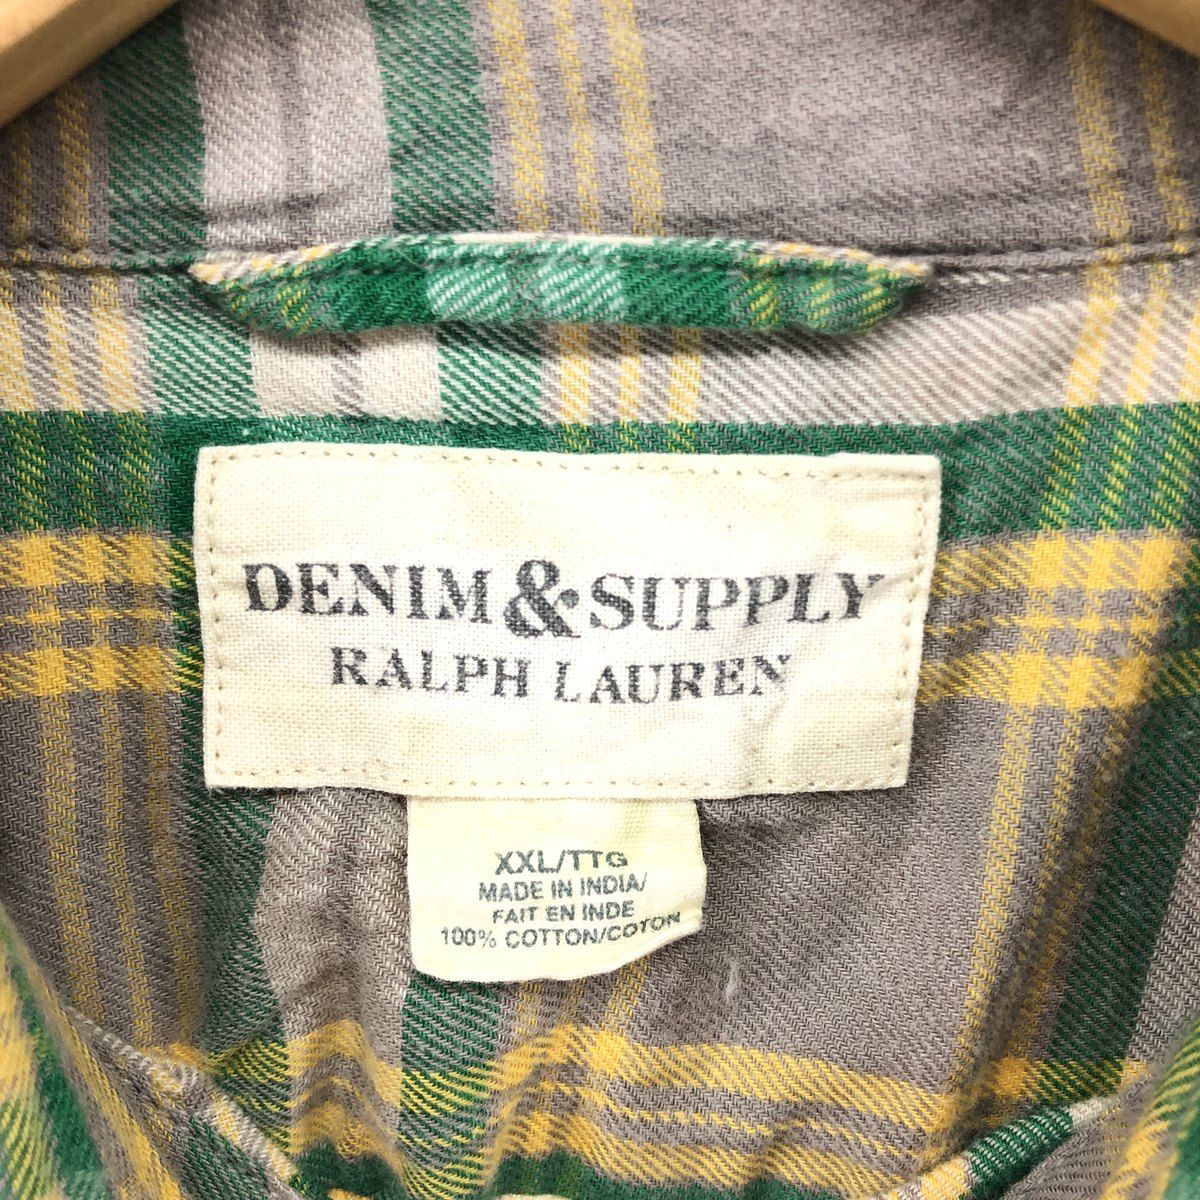 DENIM & SUPPLY
RALPH LAUREN
XXL/TTG
MADE IN INDIA/
FAIT EN INDE
100% COTTON/COTON